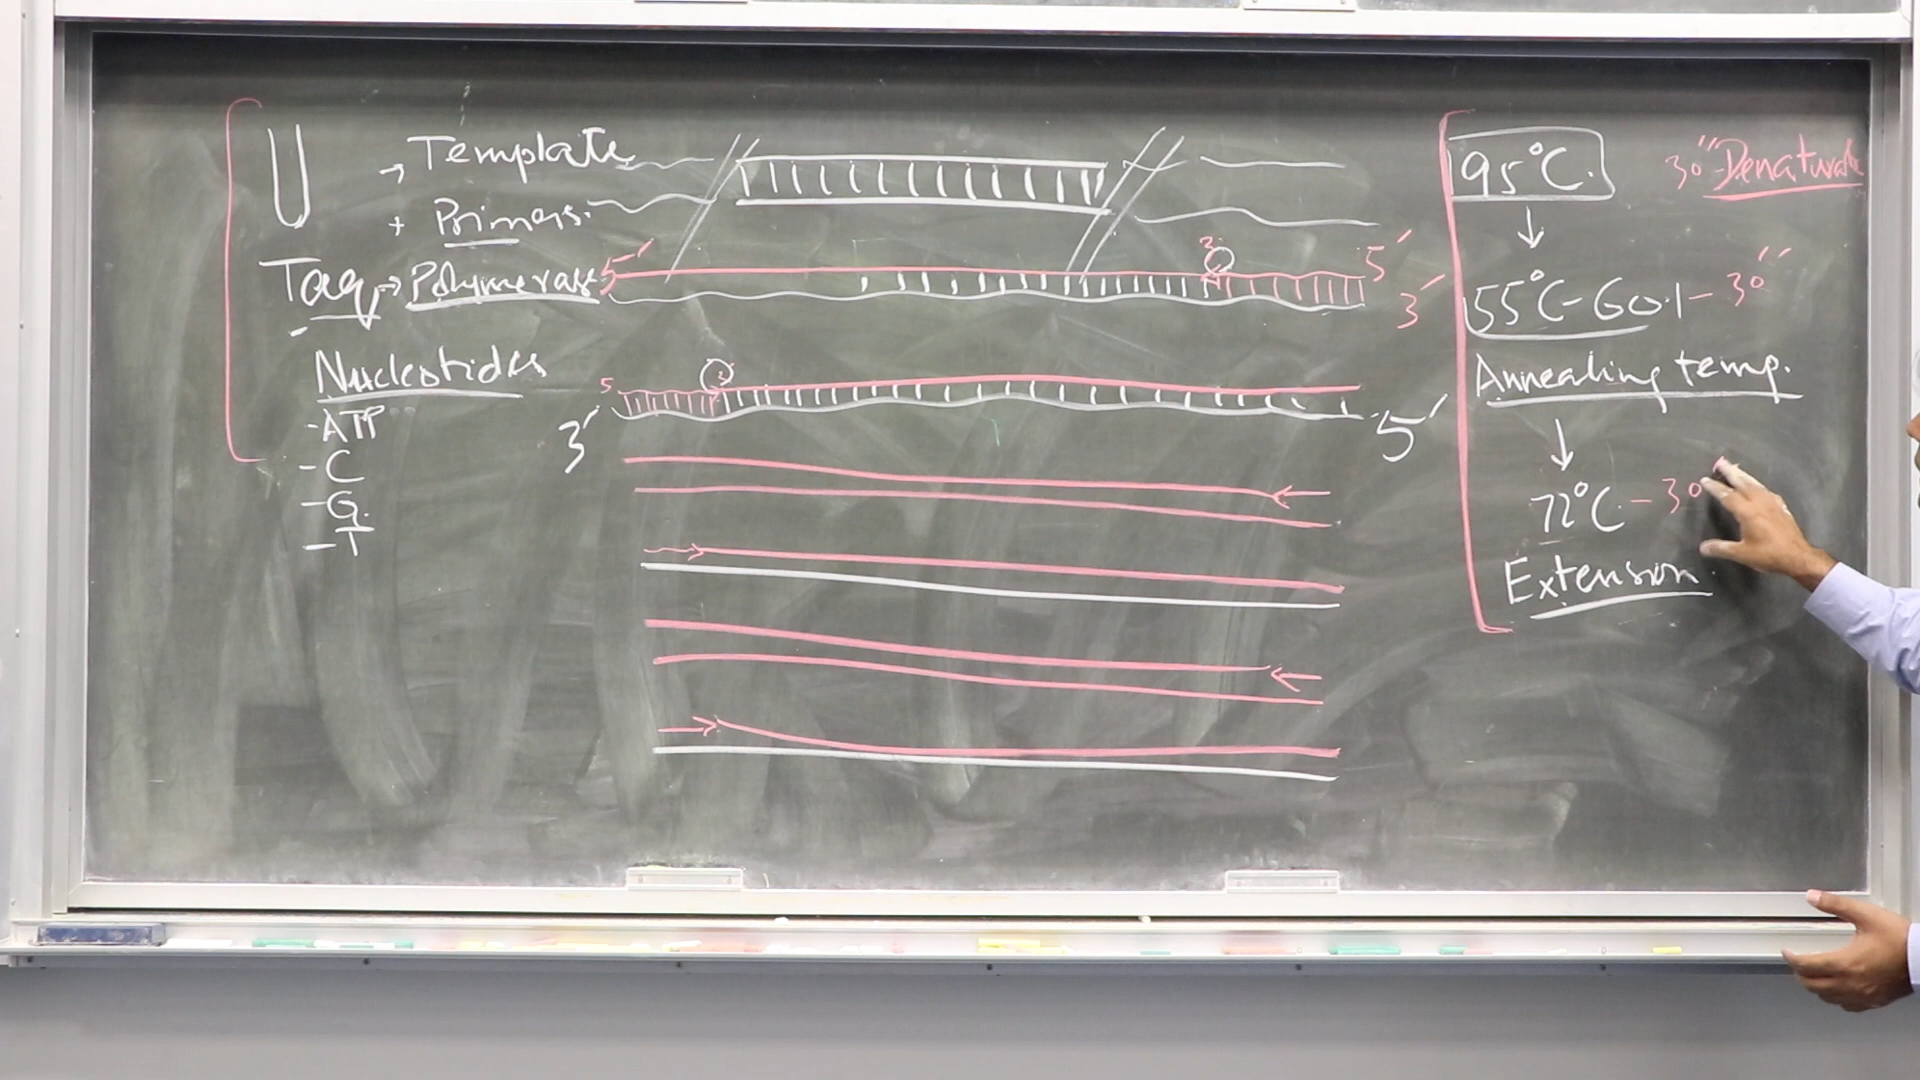 → Template
+ Primers.
Taq → Polymerase
Nucleotides
-ATP
-C
-G.
-T
5′ 5′
3′
5
3′ 5′
95°C. 30″ Denature
↓
55°C-60 - 30″
Annealing temp.
↓
72°C - 30
Extension.